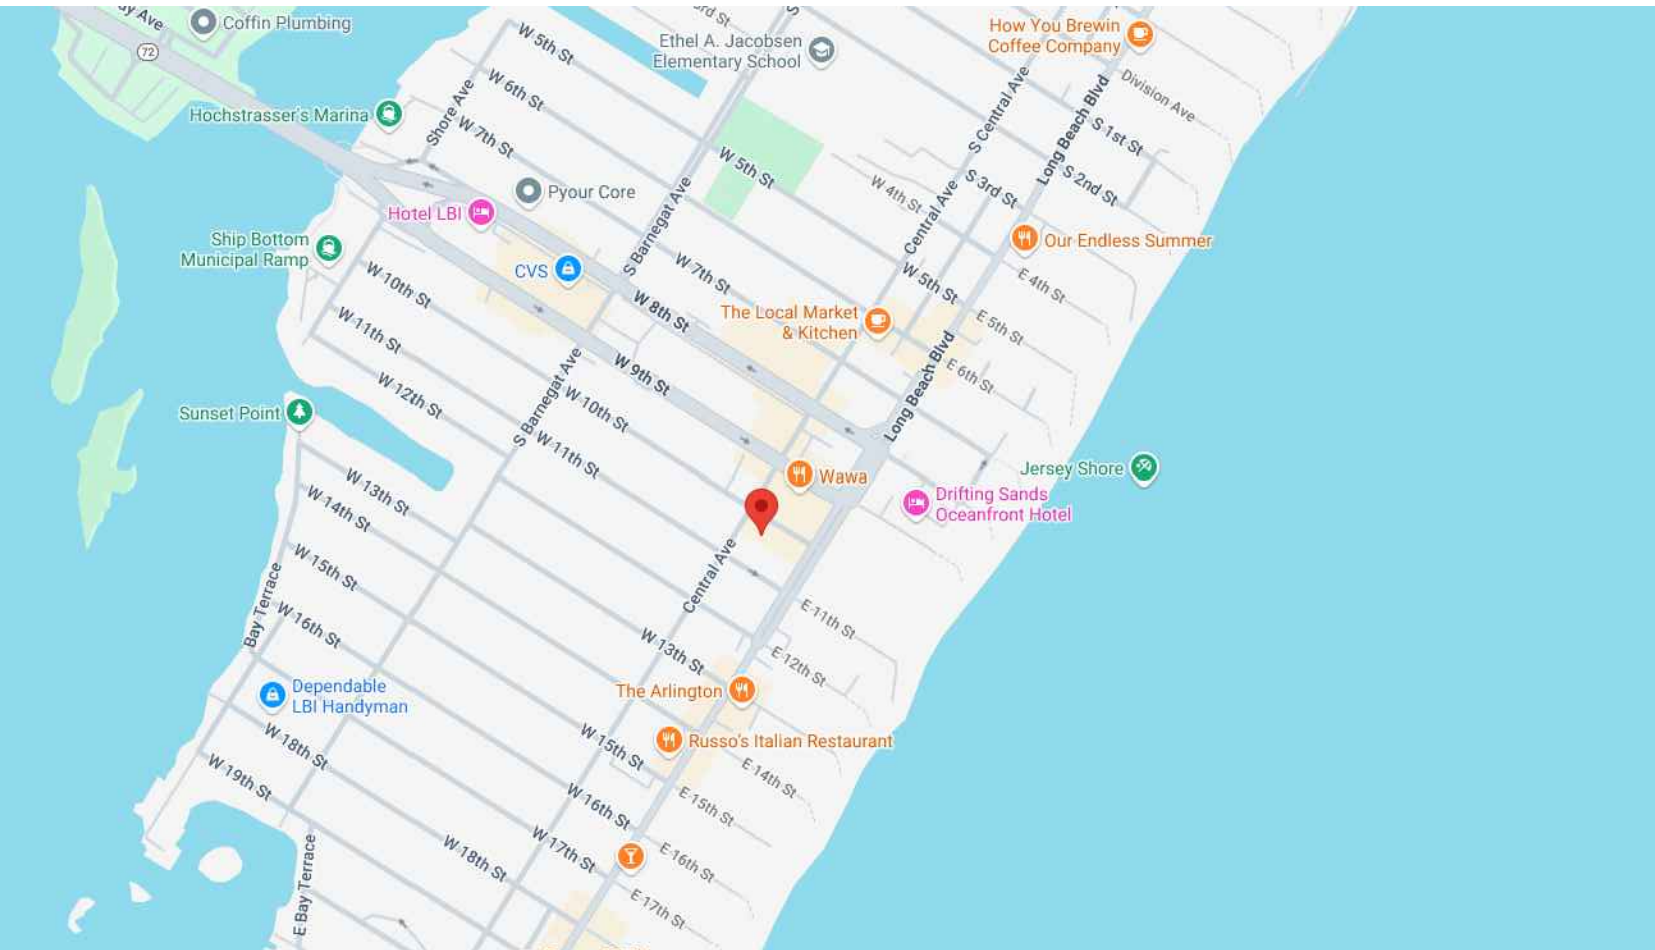 Coffin Plumbing
72
Hochstrasser's Marina
Shore Ave
W 5th St
W 6th St
W 7th St
Ethel A. Jacobsen
Elementary School
How You Brewin
Coffee Company
Division Ave
S Central Ave
Long Beach Blvd
S 1st St
S 2nd St
S 3rd St
W 4th St
W 5th St
Pyour Core
Hotel LBI
Ship Bottom
Municipal Ramp
CVS
S Barnegat Ave
Central Ave
Our Endless Summer
W 10th St
W 7th St
W 5th St
E 4th St
W 11th St
W 8th St
The Local Market
& Kitchen
E 5th St
W 12th St
W 9th St
Long Beach Blvd
E 6th St
Sunset Point
S Barnegat Ave
W 10th St
W 11th St
Wawa
Jersey Shore
Drifting Sands
Oceanfront Hotel
W 13th St
W 14th St
W 15th St
W 16th St
Bay Terrace
Central Ave
E 11th St
W 13th St
E 12th St
Dependable
LBI Handyman
The Arlington
Russo's Italian Restaurant
W 18th St
W 19th St
W 15th St
E 14th St
W 16th St
E 15th St
W 17th St
W 18th St
E 16th St
E 17th St
E Bay Terrace